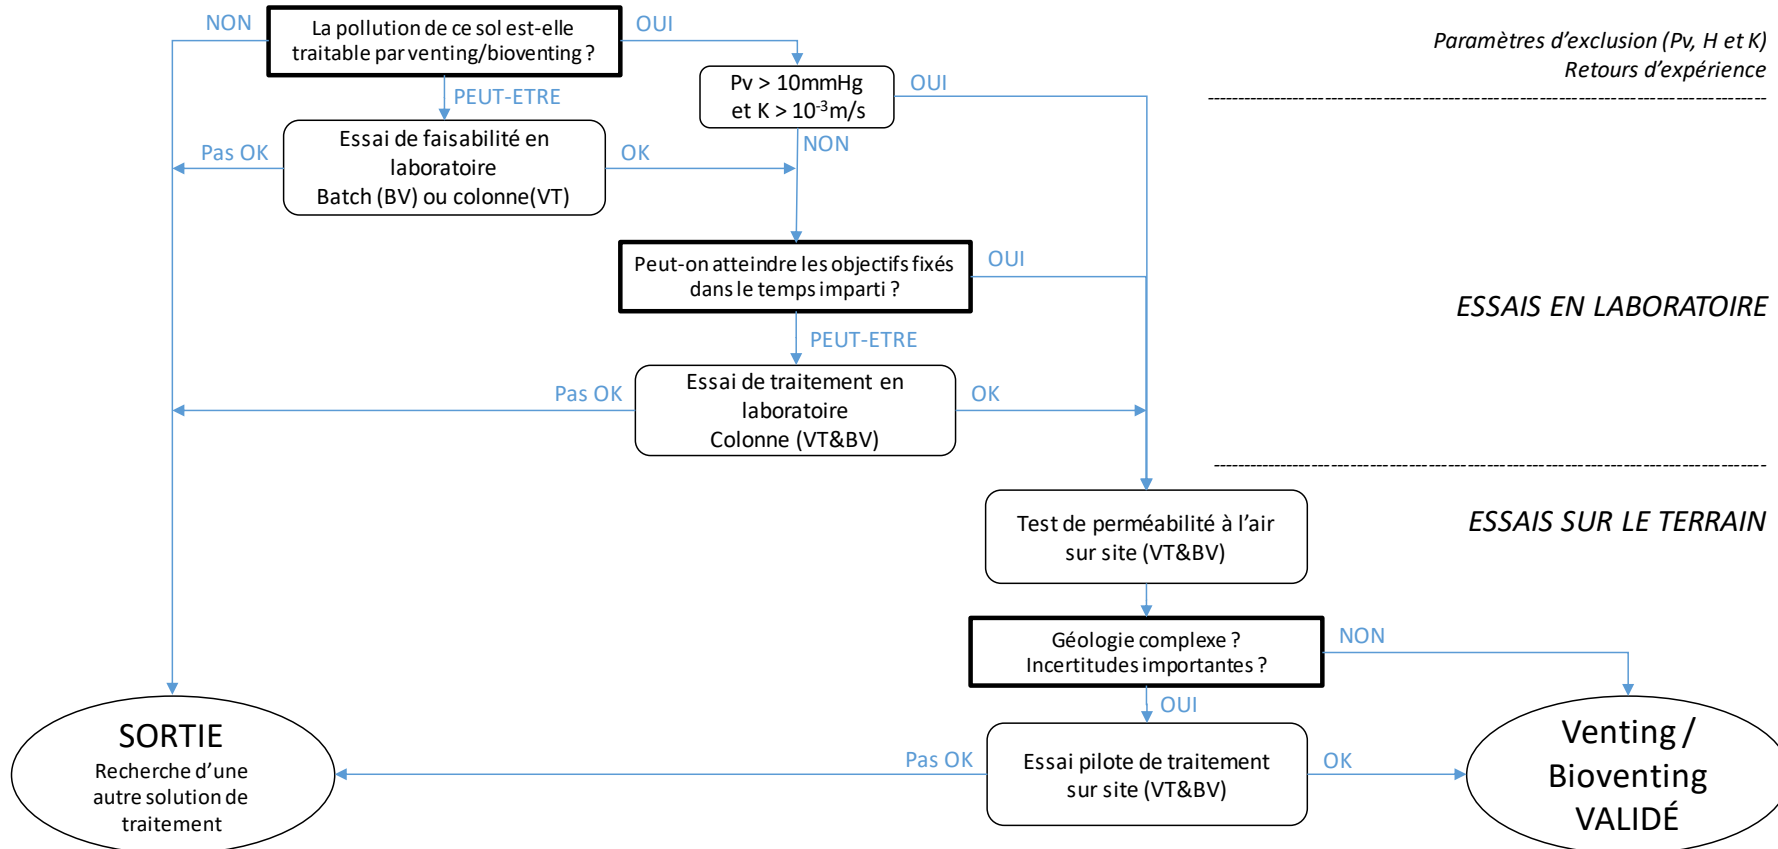 NON
La pollution de ce sol est-elle
traitable par venting/bioventing ?
OUI
Paramètres d'exclusion (Pv, H et K)
Retours d'expérience
PEUT-ETRE
Pv > 10mmHg
et K > 10⁻³m/s
OUI
NON
Pas OK
Essai de faisabilité en
laboratoire
Batch (BV) ou colonne(VT)
OK
Peut-on atteindre les objectifs fixés
dans le temps imparti ?
OUI
ESSAIS EN LABORATOIRE
PEUT-ETRE
Pas OK
Essai de traitement en
laboratoire
Colonne (VT&BV)
OK
Test de perméabilité à l'air
sur site (VT&BV)
ESSAIS SUR LE TERRAIN
Géologie complexe ?
Incertitudes importantes ?
NON
OUI
SORTIE
Recherche d'une
autre solution de
traitement
Pas OK
Essai pilote de traitement
sur site (VT&BV)
OK
Venting /
Bioventing
VALIDÉ